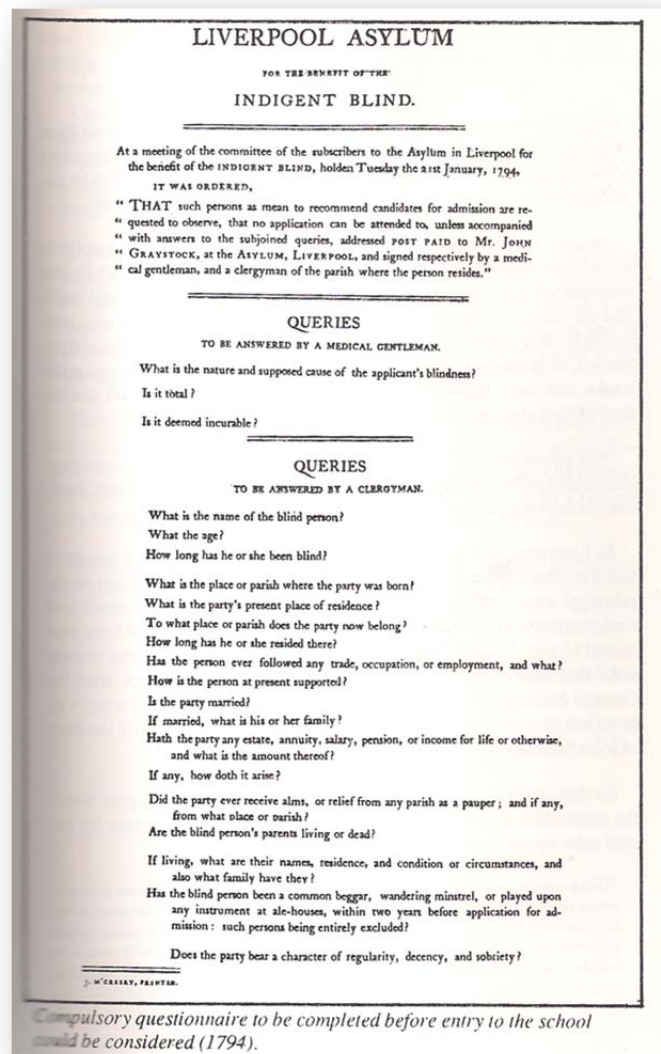 LIVERPOOL ASYLUM
FOR THE BENEFIT OF THE
INDIGENT BLIND.
At a meeting of the committee of the subscribers to the Asylum in Liverpool for
the benefit of the INDIGENT BLIND, holden Tuesday the 21st January, 1794,
IT WAS ORDERED,
" THAT such persons as mean to recommend candidates for admission are re-
" quested to observe, that no application can be attended to, unless accompanied
" with answers to the subjoined queries, addressed POST PAID to Mr. JOHN
" GRAYSTOCK, at the ASYLUM, LIVERPOOL, and signed respectively by a medi-
" cal gentleman, and a clergyman of the parish where the person resides."
QUERIES
TO BE ANSWERED BY A MEDICAL GENTLEMAN.
What is the nature and supposed cause of the applicant's blindness?
Is it total?
Is it deemed incurable?
QUERIES
TO BE ANSWERED BY A CLERGYMAN.
What is the name of the blind person?
What the age?
How long has he or she been blind?
What is the place or parish where the party was born?
What is the party's present place of residence?
To what place or parish does the party now belong?
How long has he or she resided there?
Has the person ever followed any trade, occupation, or employment, and what?
How is the person at present supported?
Is the party married?
If married, what is his or her family?
Hath the party any estate, annuity, salary, pension, or income for life or otherwise,
and what is the amount thereof?
If any, how doth it arise?
Did the party ever receive alms, or relief from any parish as a pauper; and if any,
from what place or parish?
Are the blind person's parents living or dead?
If living, what are their names, residence, and condition or circumstances, and
also what family have they?
Has the blind person been a common beggar, wandering minstrel, or played upon
any instrument at ale-houses, within two years before application for ad-
mission: such persons being entirely excluded?
Does the party bear a character of regularity, decency, and sobriety?
J. M'CREERY, PRINTER.
Compulsory questionnaire to be completed before entry to the school
could be considered (1794).